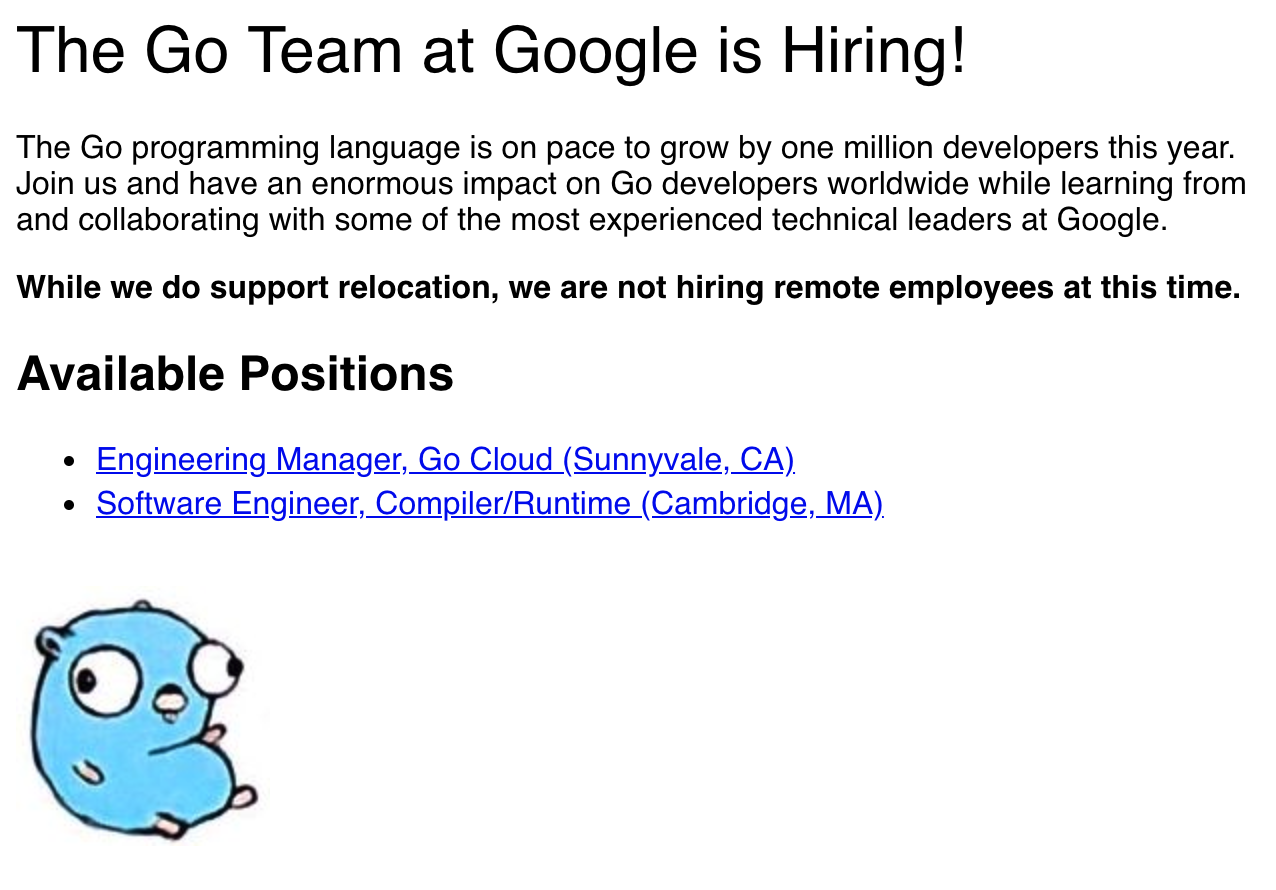 The Go Team at Google is Hiring!
The Go programming language is on pace to grow by one million developers this year.
Join us and have an enormous impact on Go developers worldwide while learning from
and collaborating with some of the most experienced technical leaders at Google.
While we do support relocation, we are not hiring remote employees at this time.
Available Positions
• Engineering Manager, Go Cloud (Sunnyvale, CA)
• Software Engineer, Compiler/Runtime (Cambridge, MA)